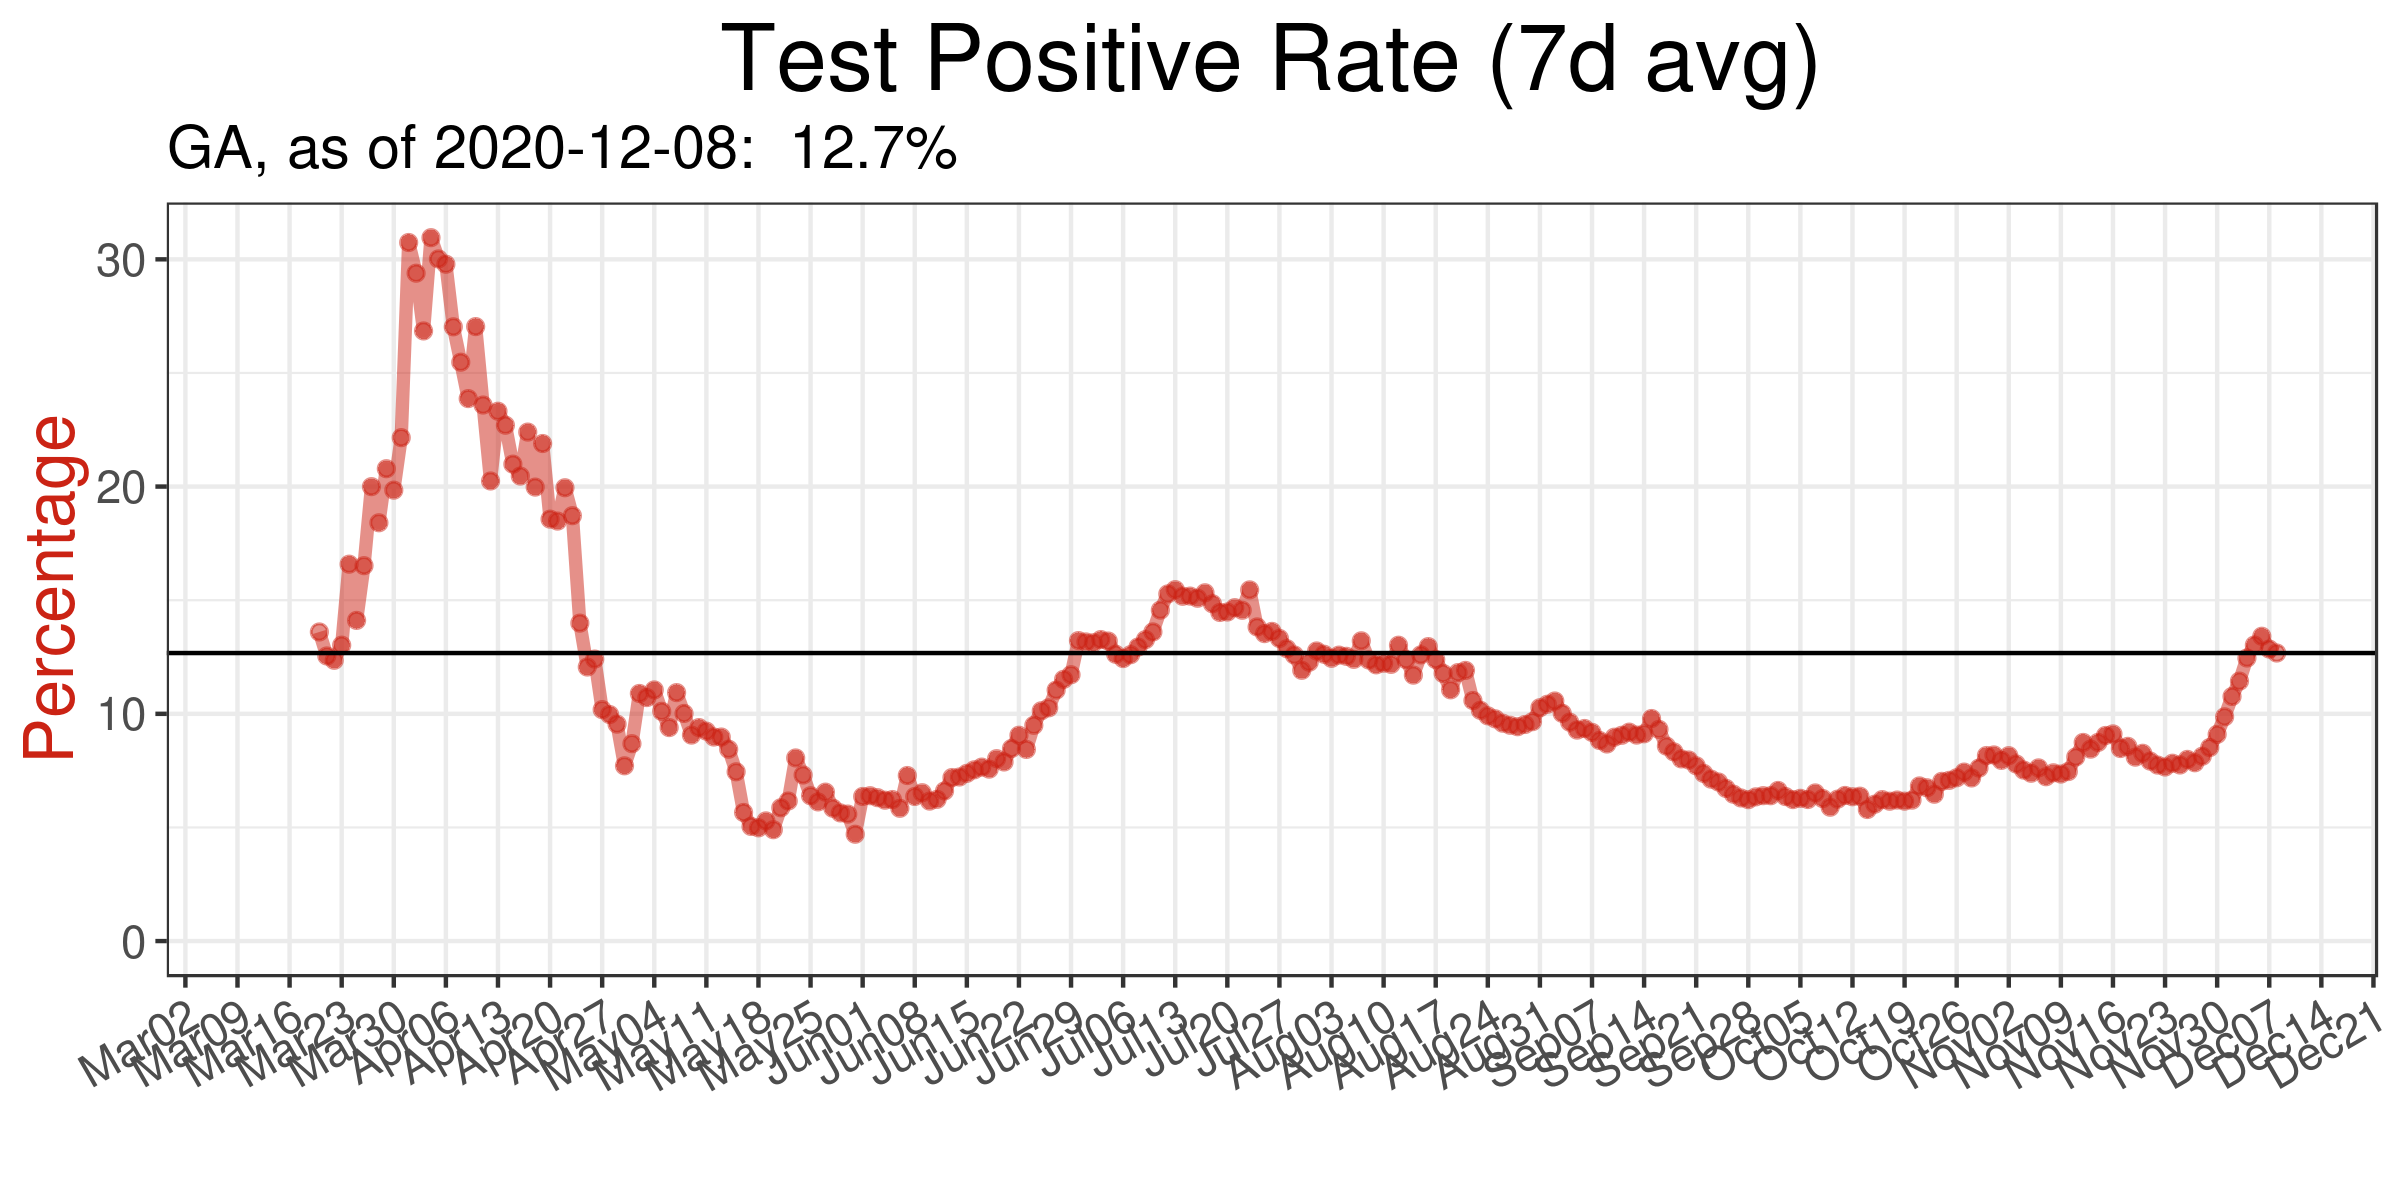 Test Positive Rate (7d avg)
GA, as of 2020-12-08:  12.7%
Percentage
30
20
10
0
Mar02
Mar09
Mar16
Mar23
Mar30
Apr06
Apr13
Apr20
Apr27
May04
May11
May18
May25
Jun01
Jun08
Jun15
Jun22
Jun29
Jul06
Jul13
Jul20
Jul27
Aug03
Aug10
Aug17
Aug24
Aug31
Sep07
Sep14
Sep21
Sep28
Oct05
Oct12
Oct19
Oct26
Nov02
Nov09
Nov16
Nov23
Nov30
Dec07
Dec14
Dec21